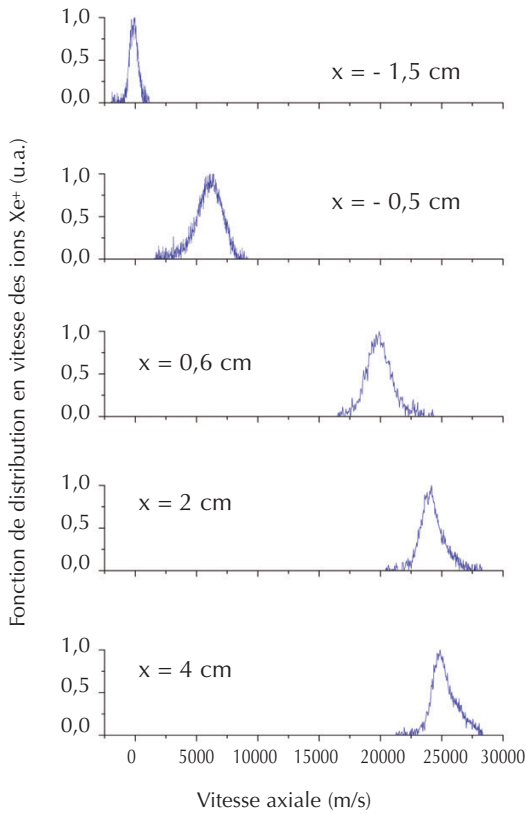 Fonction de distribution en vitesse des ions Xe+ (u.a.)
1,0
0,5
0,0
x = - 1,5 cm
1,0
0,5
0,0
x = - 0,5 cm
1,0
0,5
0,0
x = 0,6 cm
1,0
0,5
0,0
x = 2 cm
1,0
0,5
0,0
x = 4 cm
0 5000 10000 15000 20000 25000 30000
Vitesse axiale (m/s)